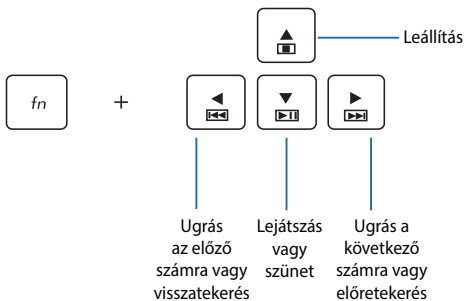 Leállítás
fn +
Ugrás
az előző
számra vagy
visszatekerés
Lejátszás
vagy
szünet
Ugrás a
következő
számra vagy
előretekerés